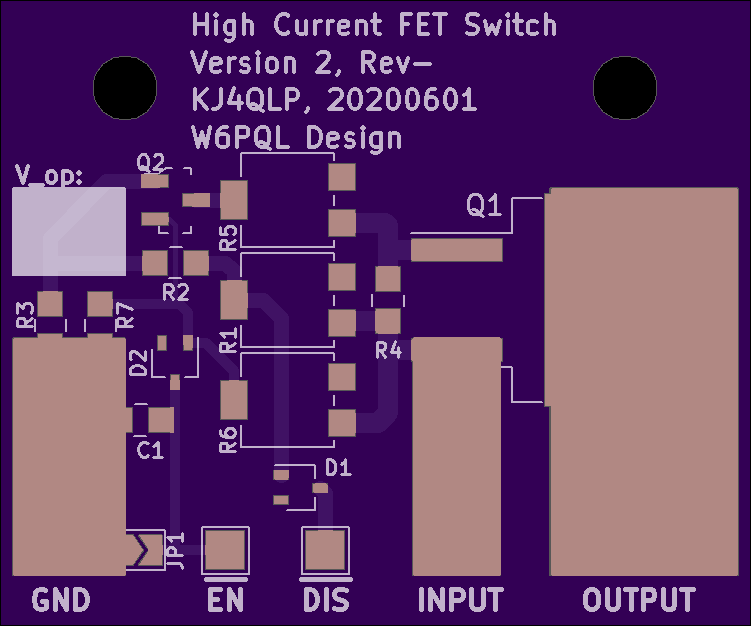 High Current FET Switch
Version 2, Rev-
KJ4QLP, 20200601
W6PQL Design
Q2
V_op:
Q1
R5
R2
R3
R7
R1
R4
D2
R6
C1
D1
JP1
GND
EN
DIS
INPUT
OUTPUT